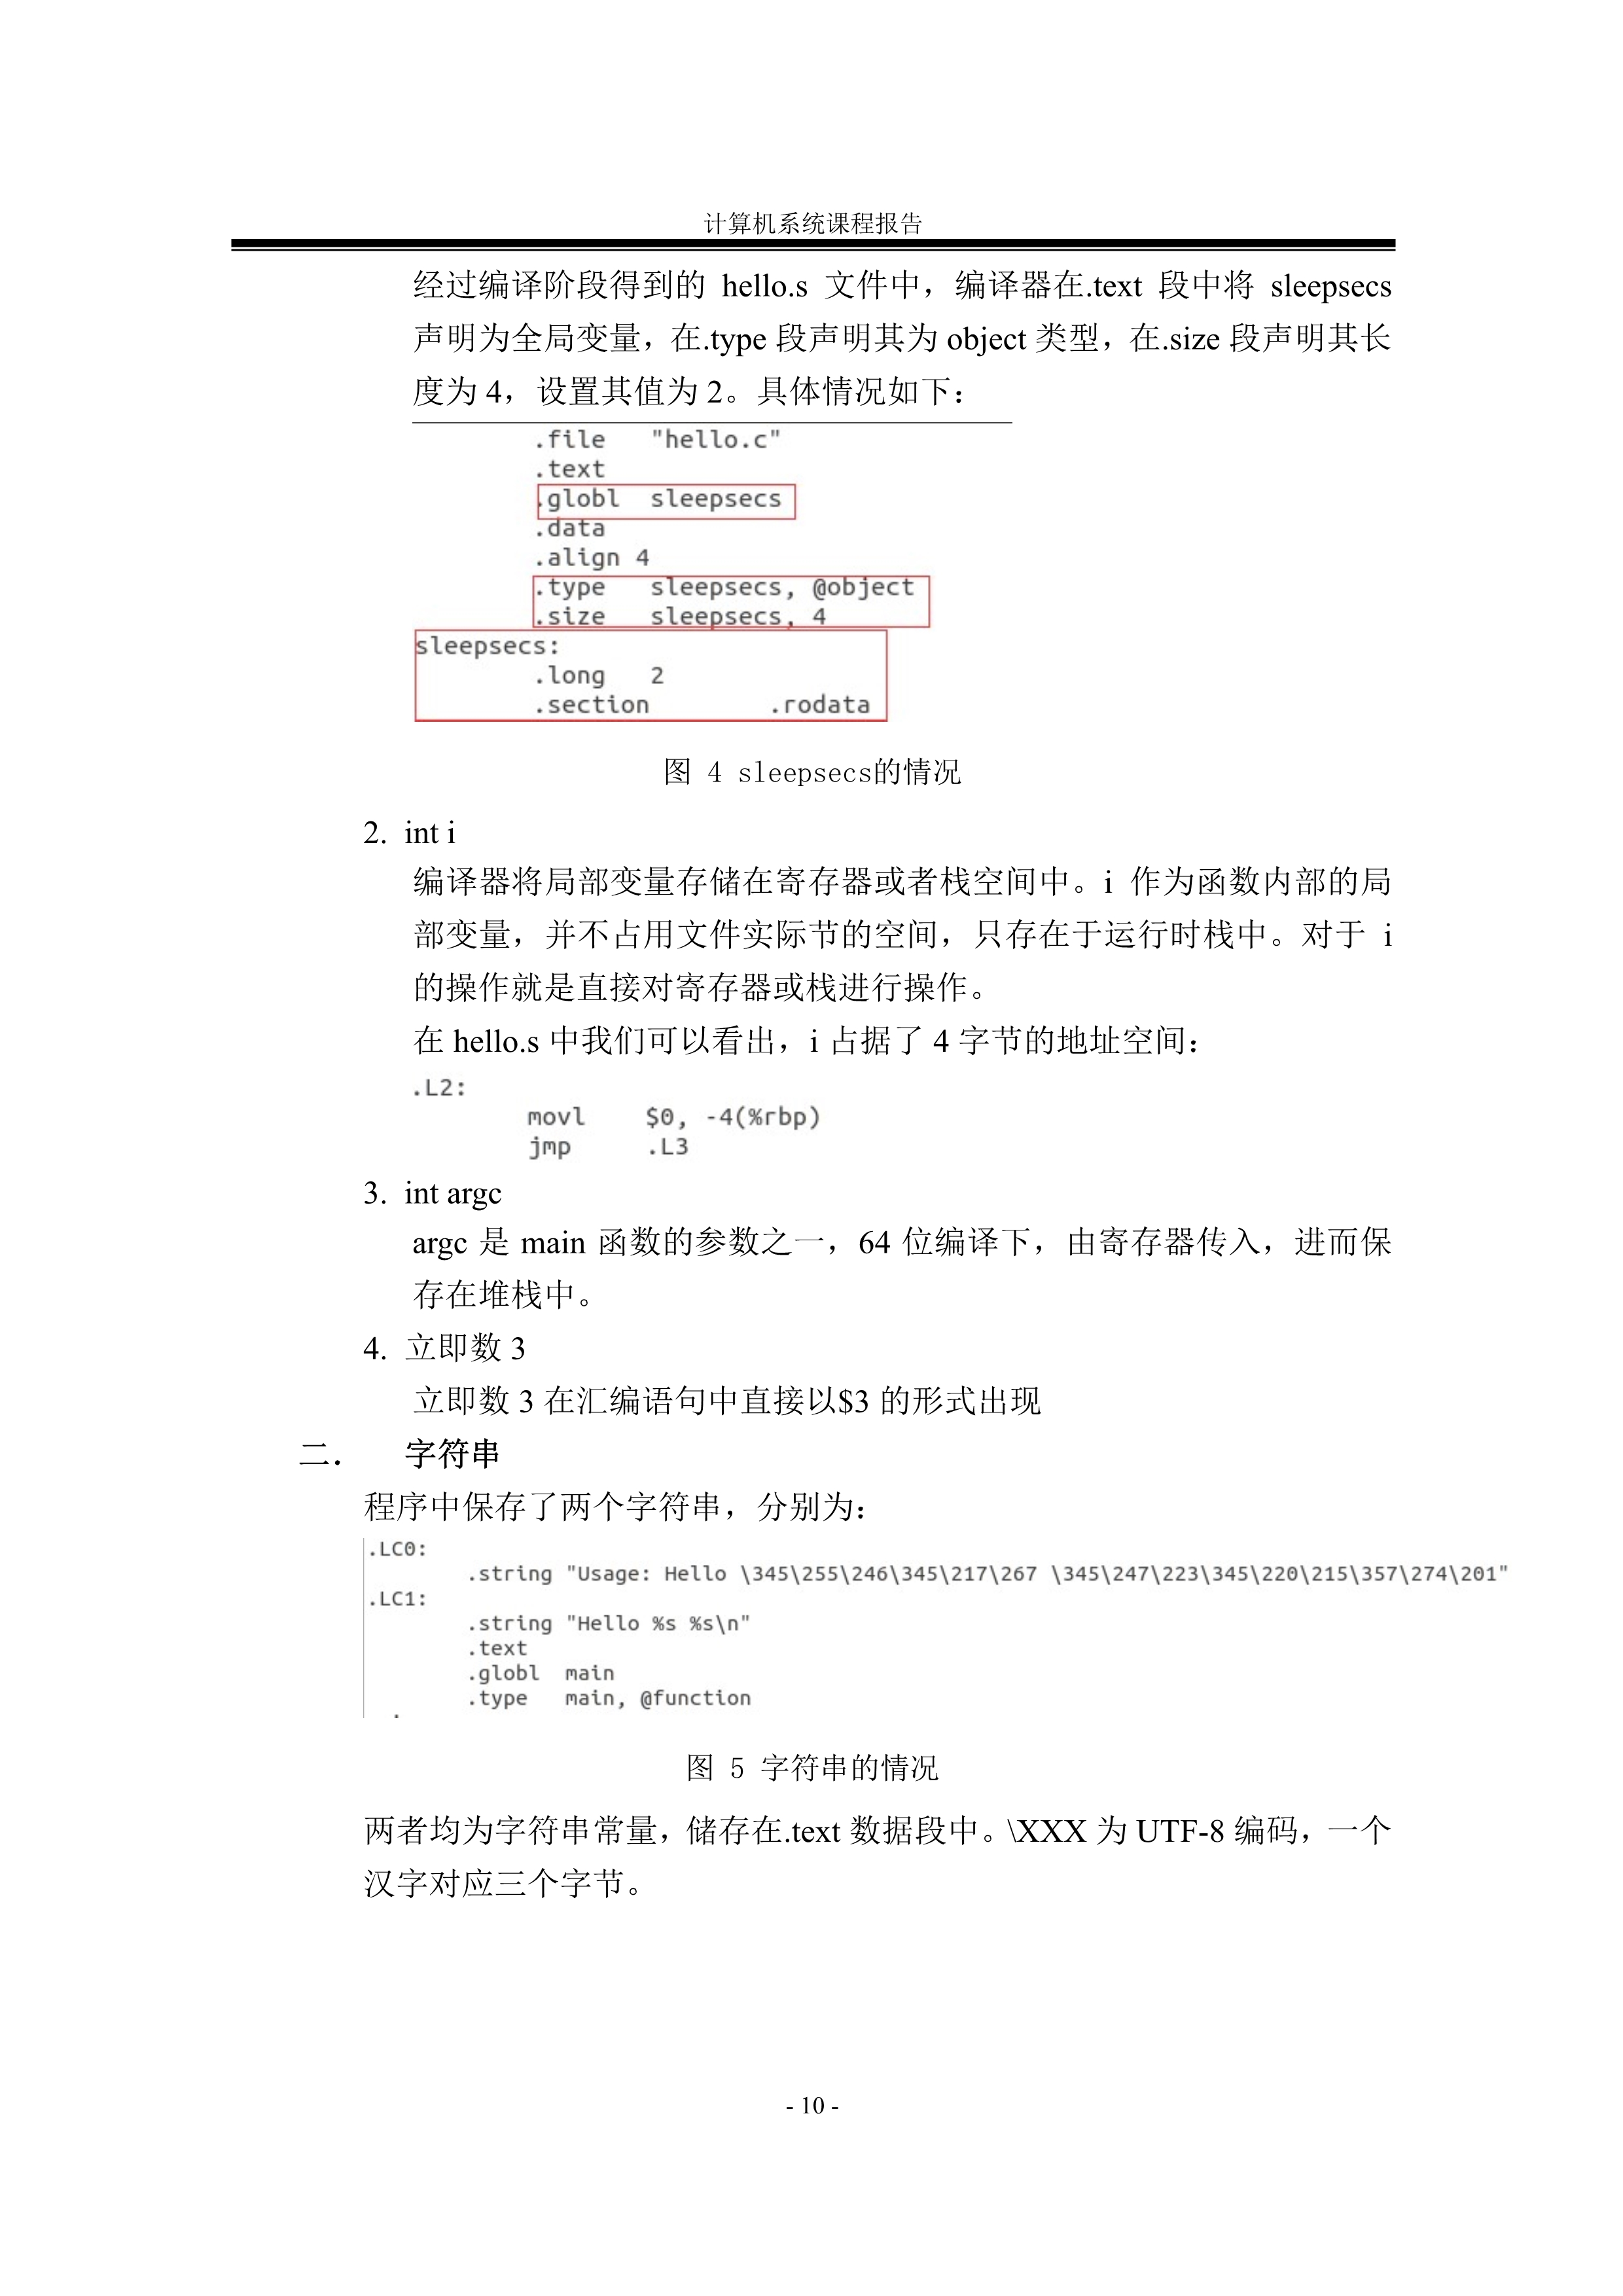 计算机系统课程报告
经过编译阶段得到的 hello.s 文件中，编译器在.text 段中将 sleepsecs
声明为全局变量，在.type 段声明其为 object 类型，在.size 段声明其长
度为 4，设置其值为 2。具体情况如下：
.file "hello.c"
.text
.globl sleepsecs
.data
.align 4
.type sleepsecs, @object
.size sleepsecs, 4
sleepsecs:
.long 2
.section .rodata
图 4 sleepsecs的情况
2. int i
编译器将局部变量存储在寄存器或者栈空间中。i 作为函数内部的局
部变量，并不占用文件实际节的空间，只存在于运行时栈中。对于 i
的操作就是直接对寄存器或栈进行操作。
在 hello.s 中我们可以看出，i 占据了 4 字节的地址空间：
.L2:
movl $0, -4(%rbp)
jmp .L3
3. int argc
argc 是 main 函数的参数之一，64 位编译下，由寄存器传入，进而保
存在堆栈中。
4. 立即数 3
立即数 3 在汇编语句中直接以$3 的形式出现
二. 字符串
程序中保存了两个字符串，分别为：
.LC0:
.string "Usage: Hello \345\255\246\345\217\267 \345\247\223\345\220\215\357\274\201"
.LC1:
.string "Hello %s %s\n"
.text
.globl main
.type main, @function
图 5 字符串的情况
两者均为字符串常量，储存在.text 数据段中。\XXX 为 UTF-8 编码，一个
汉字对应三个字节。
- 10 -